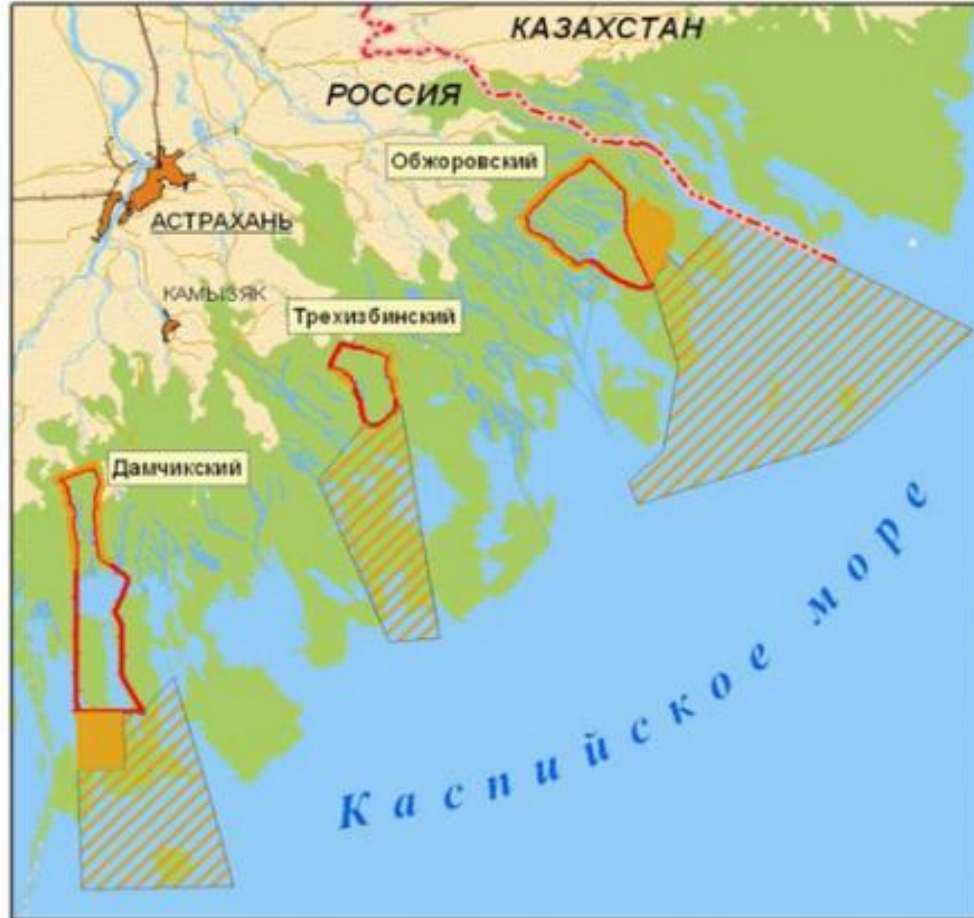 КАЗАХСТАН
РОССИЯ
Обжоровский
АСТРАХАНЬ
КАМЫЗЯК
Трехизбинский
Дамчикский
Каспийское море